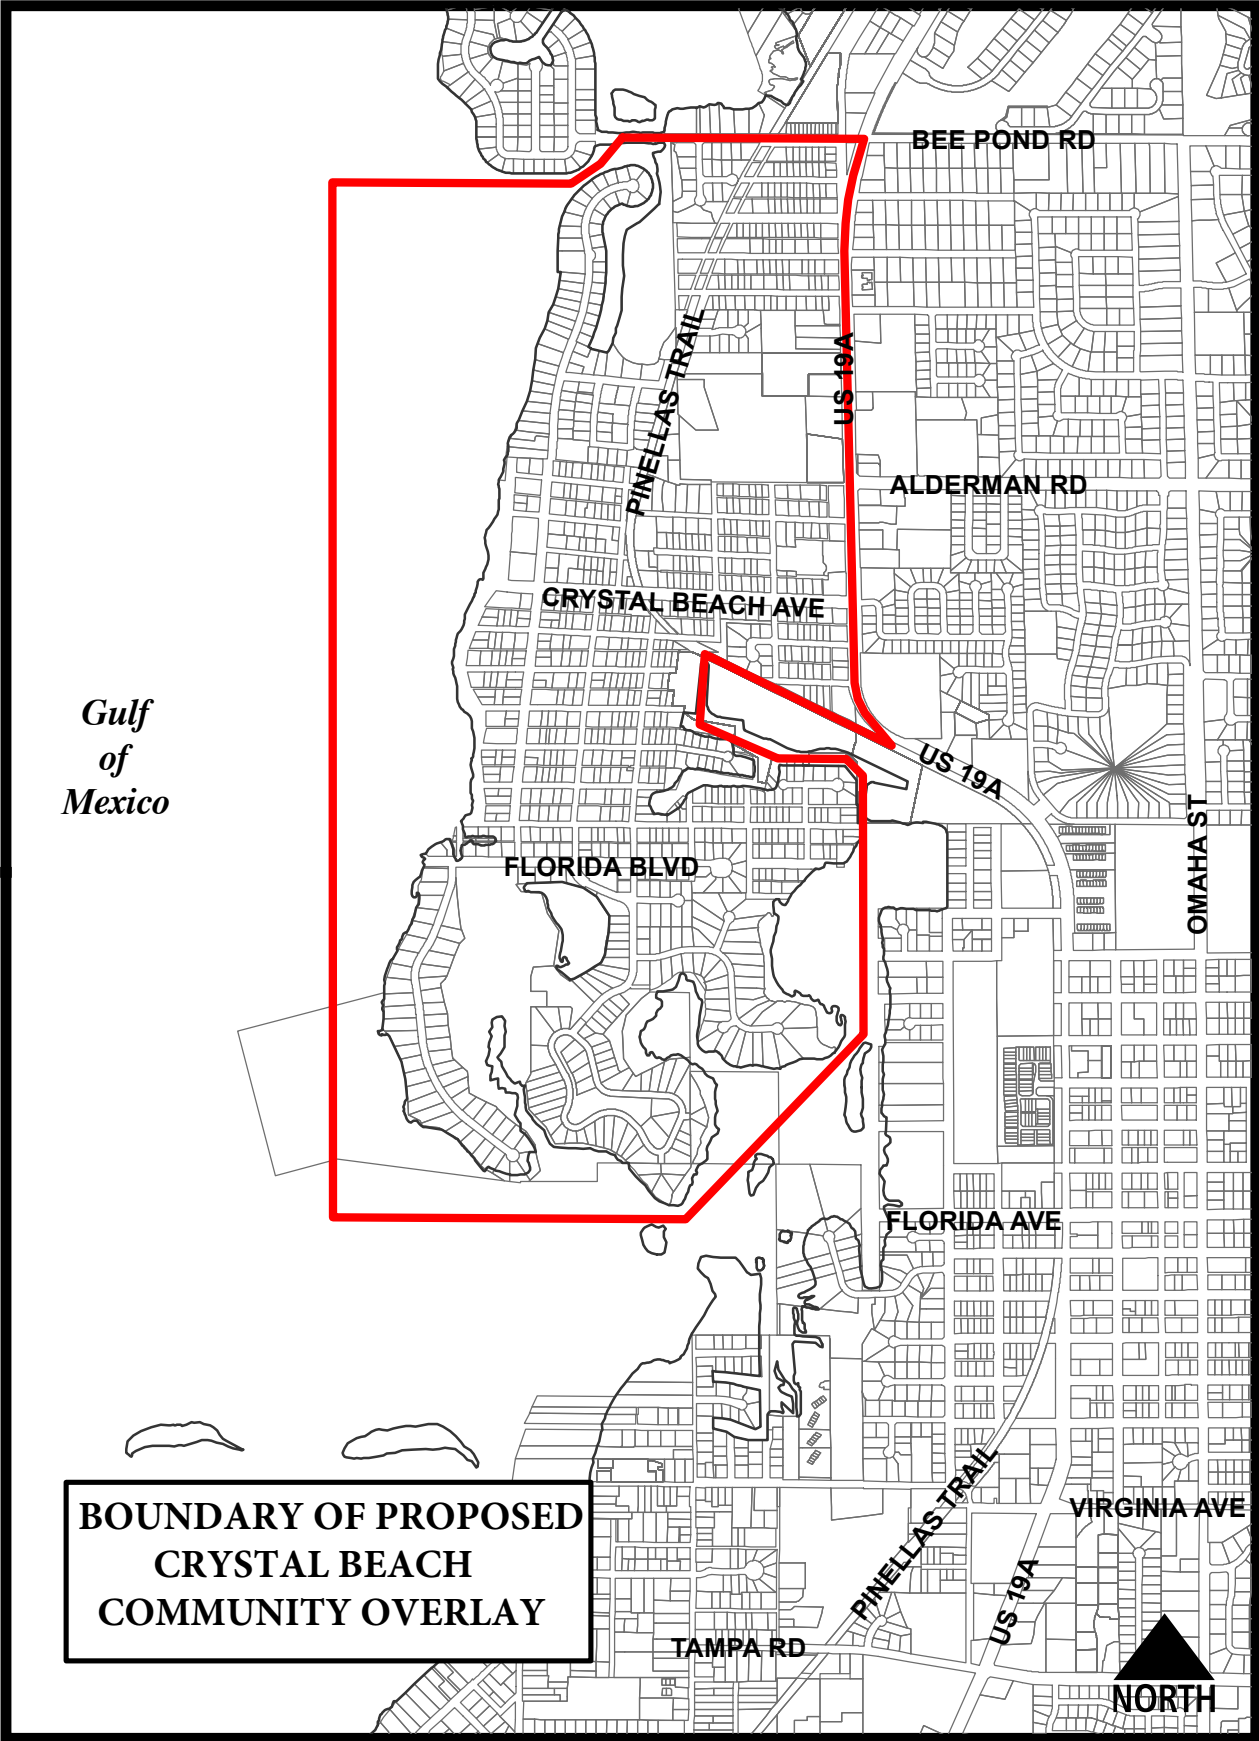 BEE POND RD
PINELLAS TRAIL
US 19A
ALDERMAN RD
CRYSTAL BEACH AVE
Gulf
of
Mexico
US 19A
OMAHA ST
FLORIDA BLVD
FLORIDA AVE
PINELLAS TRAIL
VIRGINIA AVE
US 19A
TAMPA RD
BOUNDARY OF PROPOSED
CRYSTAL BEACH
COMMUNITY OVERLAY
NORTH